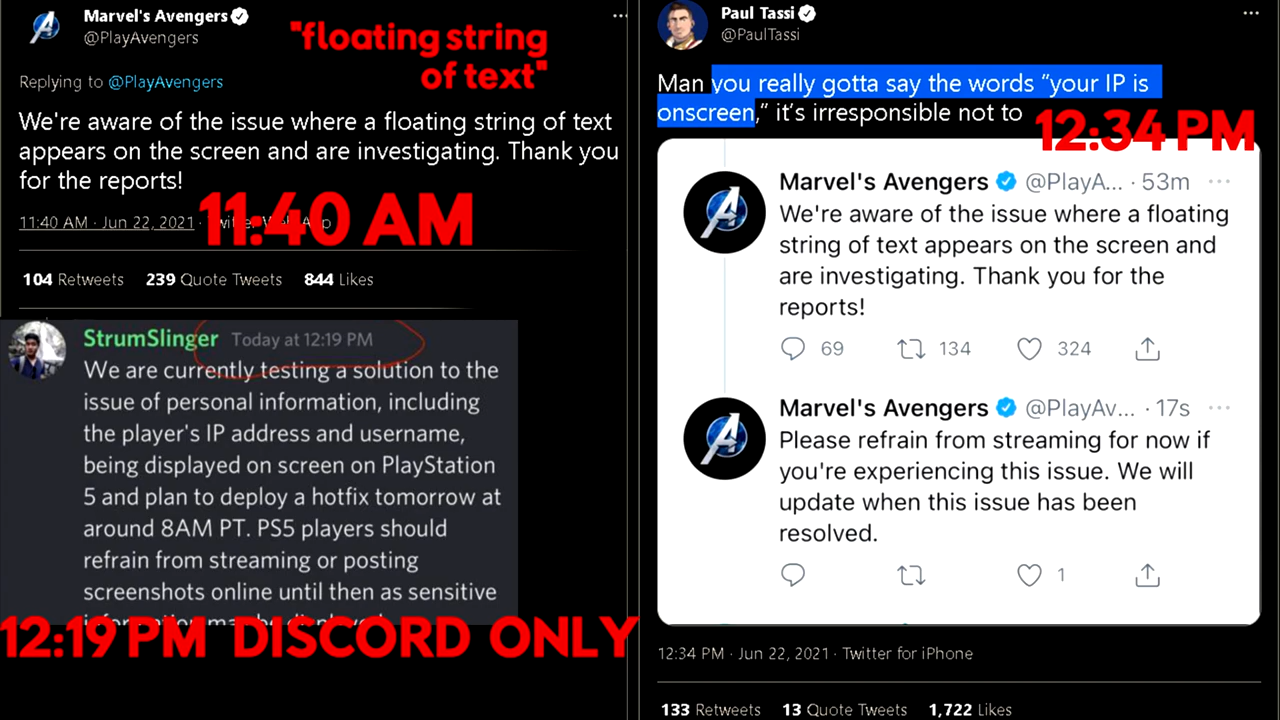 Marvel's Avengers
@PlayAvengers
"floating string
of text"
Replying to @PlayAvengers
We're aware of the issue where a floating string of text
appears on the screen and are investigating. Thank you
for the reports!
11:40 AM · Jun 22, 2021 ·
11:40 AM
104 Retweets 239 Quote Tweets 844 Likes
StrumSlinger Today at 12:19 PM
We are currently testing a solution to the
issue of personal information, including
the player's IP address and username,
being displayed on screen on PlayStation
5 and plan to deploy a hotfix tomorrow at
around 8AM PT. PS5 players should
refrain from streaming or posting
screenshots online until then as sensitive
12:19 PM DISCORD ONLY
Paul Tassi
@PaulTassi
Man you really gotta say the words “your IP is
onscreen,” it’s irresponsible not to
12:34 PM
Marvel's Avengers @PlayA... · 53m
We're aware of the issue where a floating
string of text appears on the screen and
are investigating. Thank you for the
reports!
69 134 324
Marvel's Avengers @PlayAv... · 17s
Please refrain from streaming for now if
you're experiencing this issue. We will
update when this issue has been
resolved.
1
12:34 PM · Jun 22, 2021 · Twitter for iPhone
133 Retweets 13 Quote Tweets 1,722 Likes